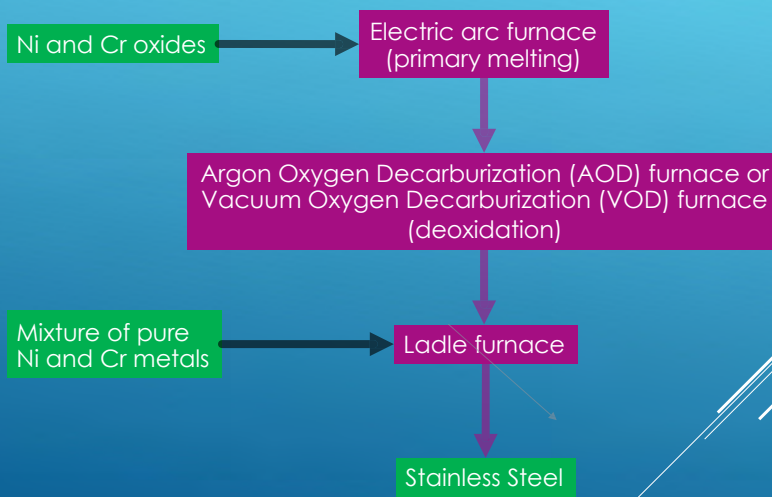 Ni and Cr oxides
Electric arc furnace
(primary melting)
Argon Oxygen Decarburization (AOD) furnace or
Vacuum Oxygen Decarburization (VOD) furnace
(deoxidation)
Mixture of pure
Ni and Cr metals
Ladle furnace
Stainless Steel